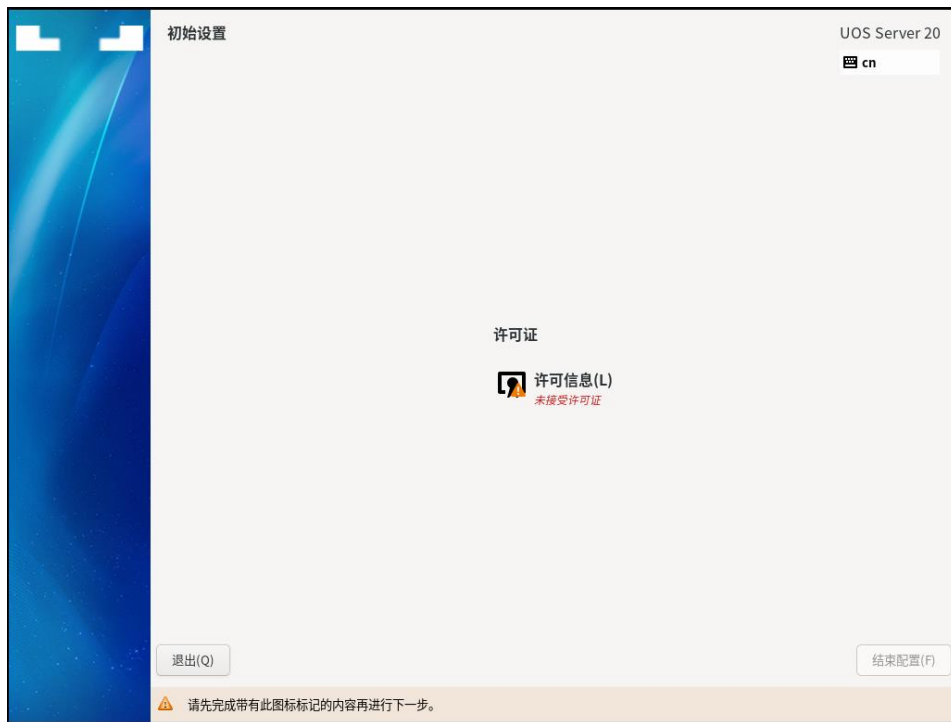 初始设置
UOS Server 20
cn
许可证
许可信息(L)
未接受许可证
退出(Q)
结束配置(F)
请先完成带有此图标标记的内容再进行下一步。